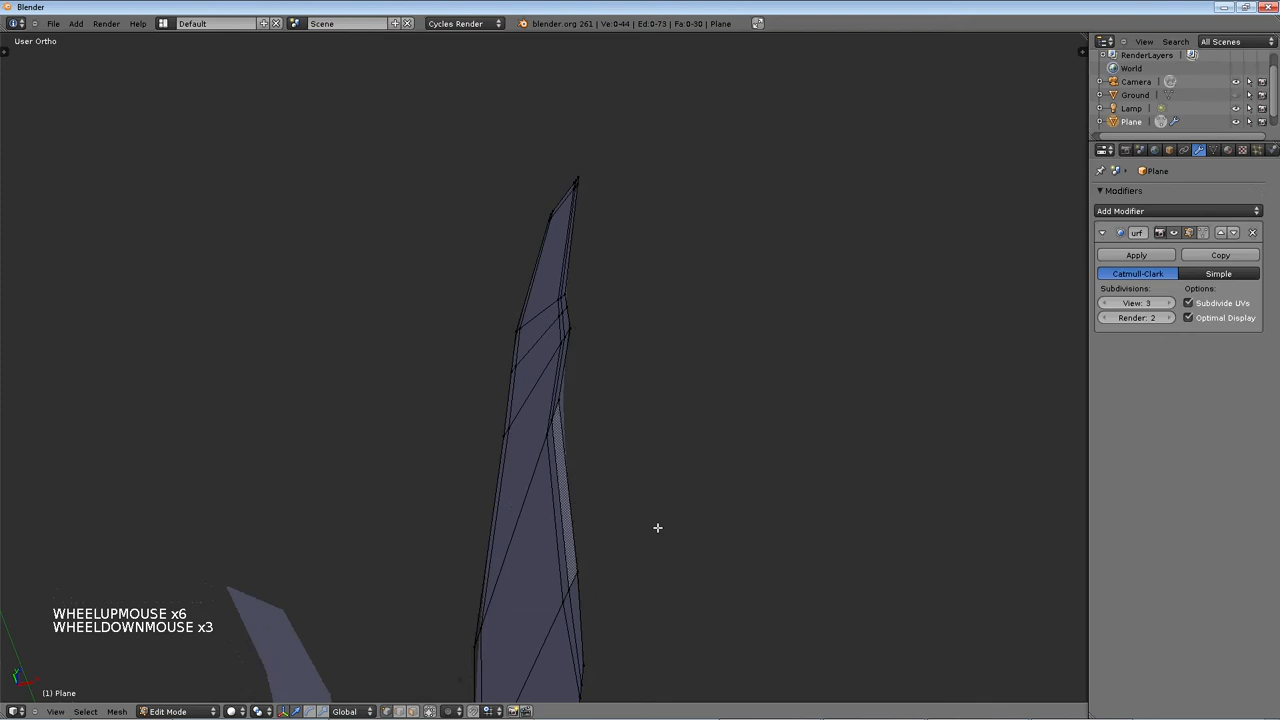 Blender
File Add Render Help Default Scene Cycles Render blender.org 261 | Ve:0-44 | Ed:0-73 | Fa:0-30 | Plane
User Ortho
View Search All Scenes
RenderLayers
World
Camera
Ground
Lamp
Plane
Plane
Modifiers
Add Modifier
urf
Apply Copy
Catmull-Clark Simple
Subdivisions: Options:
View: 3 Subdivide UVs
Render: 2 Optimal Display
WHEELUPMOUSE x6
WHEELDOWNMOUSE x3
(1) Plane
View Select Mesh Edit Mode Global